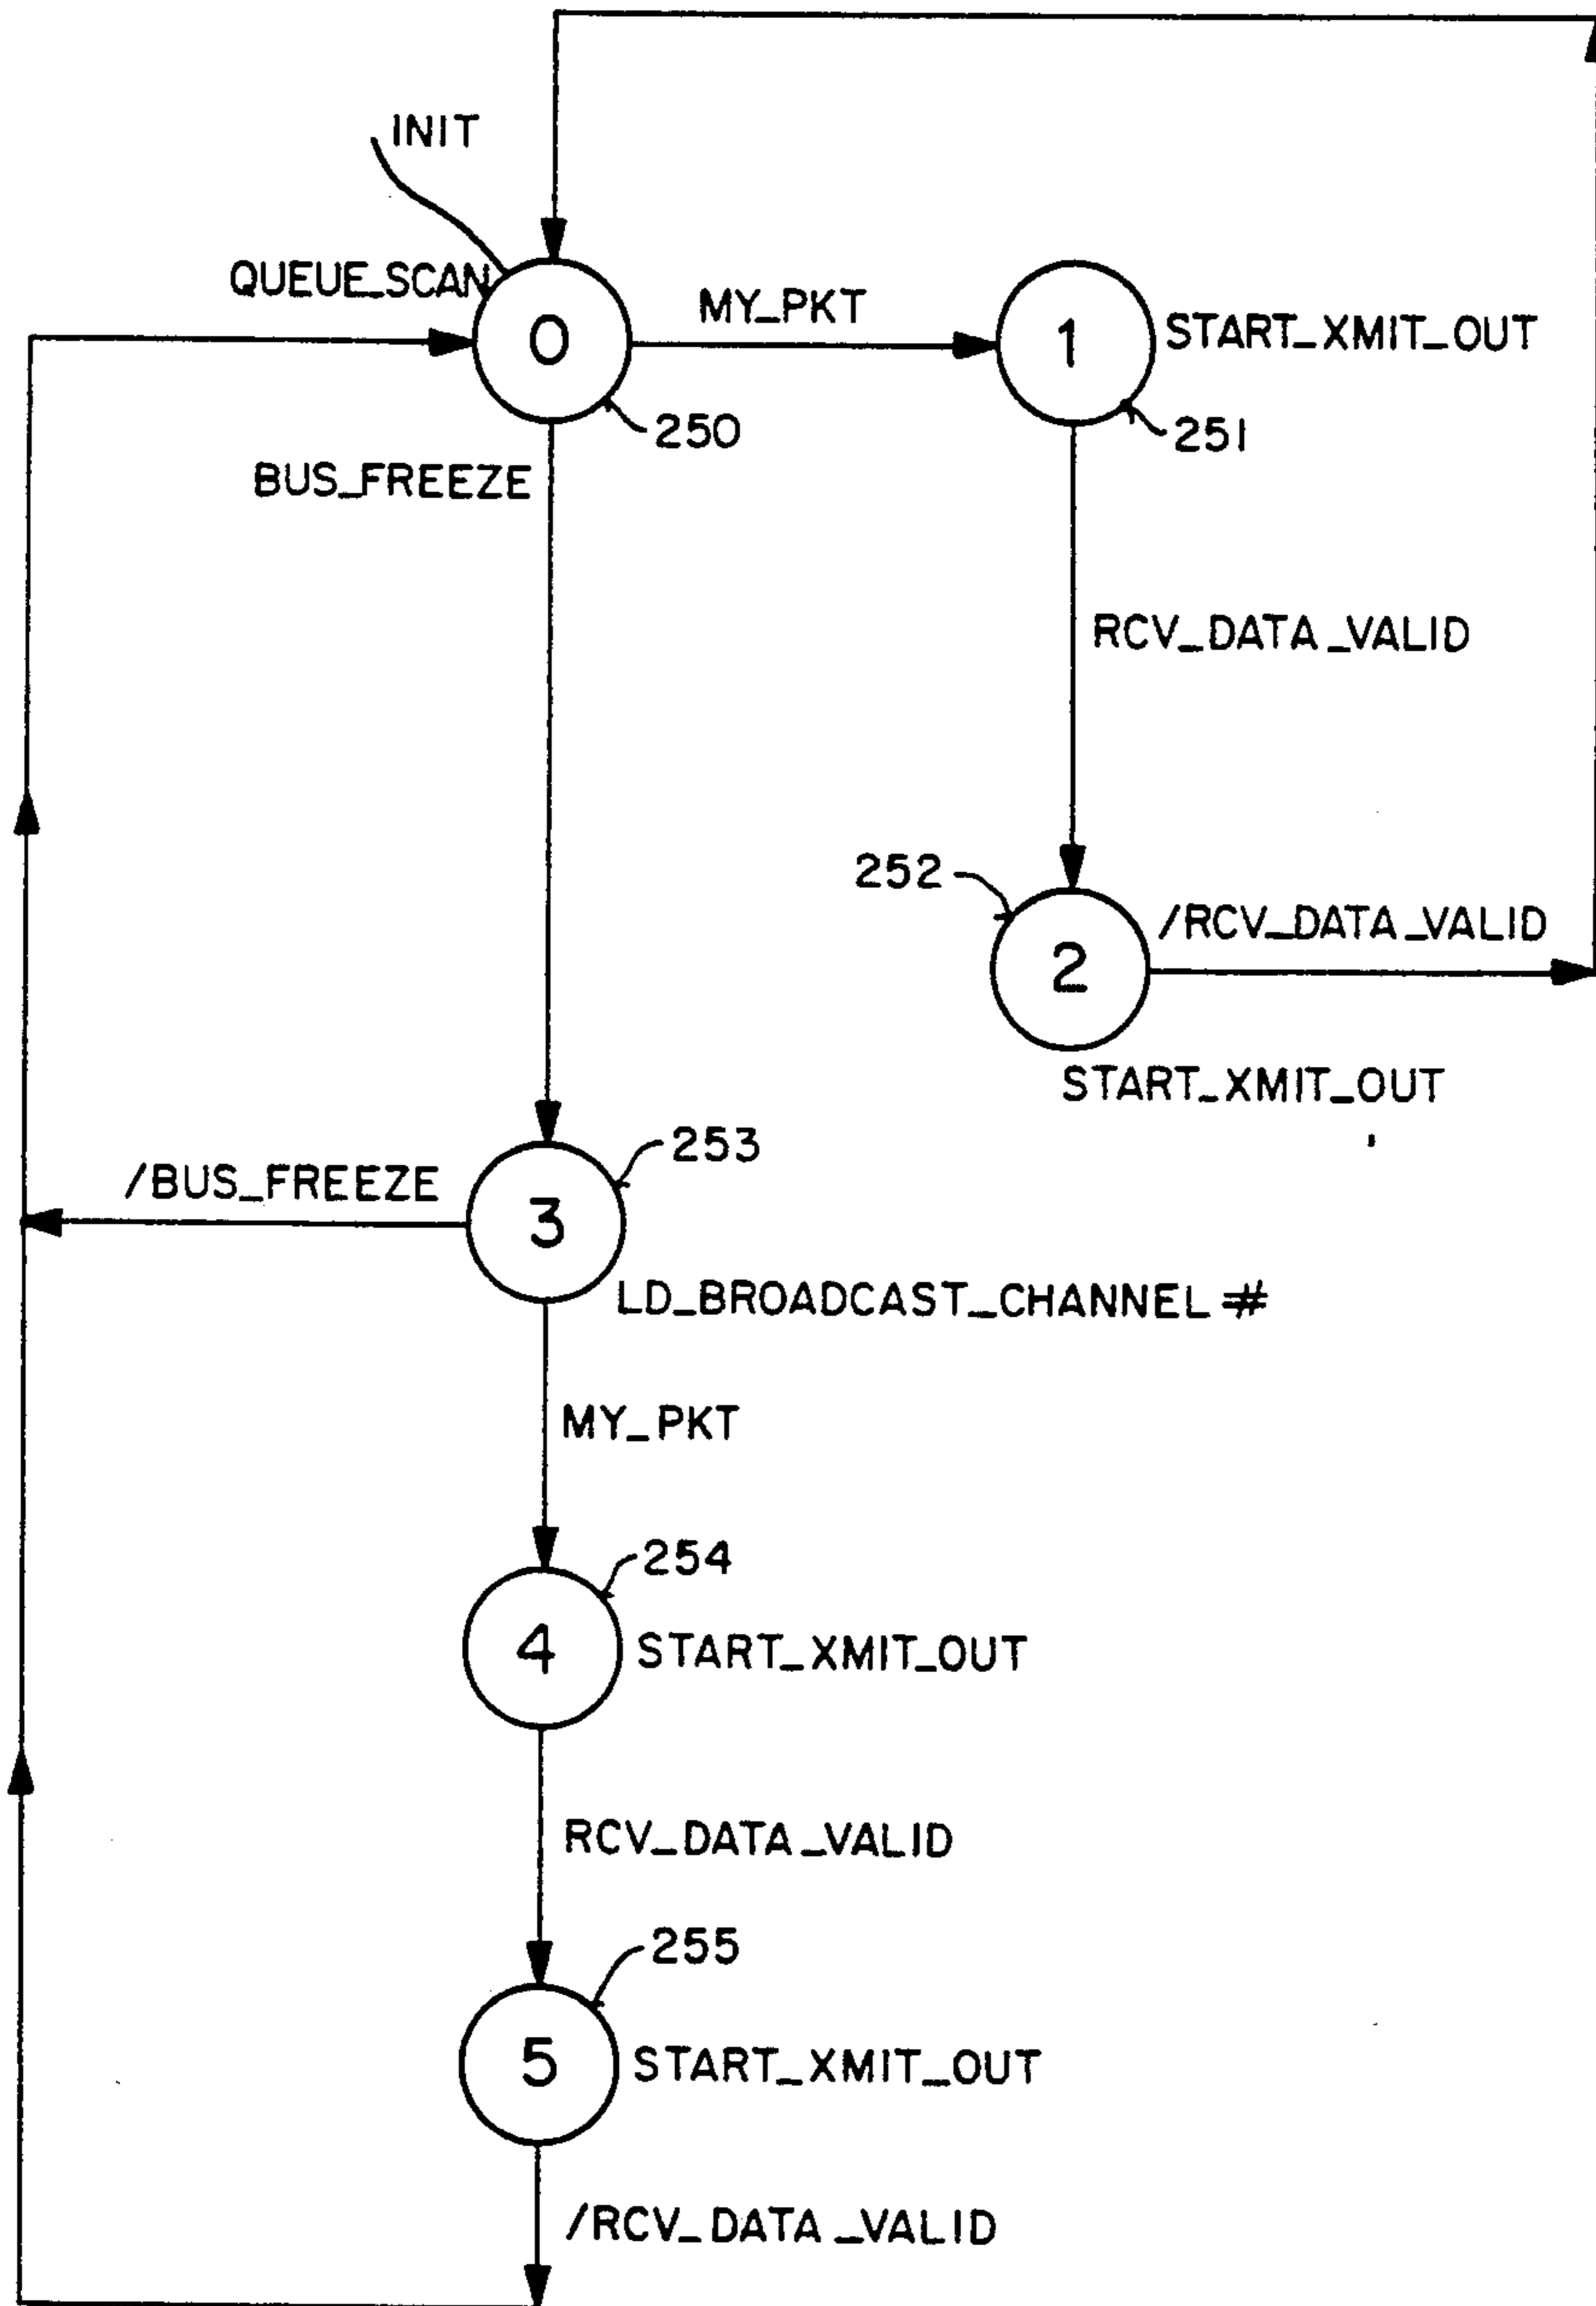 INIT
QUEUE_SCAN
0
MY_PKT
1
START_XMIT_OUT
250
251
BUS_FREEZE
RCV_DATA_VALID
252
2
/RCV_DATA_VALID
START_XMIT_OUT
253
/BUS_FREEZE
3
LD_BROADCAST_CHANNEL #
MY_PKT
254
4
START_XMIT_OUT
RCV_DATA_VALID
255
5
START_XMIT_OUT
/RCV_DATA_VALID